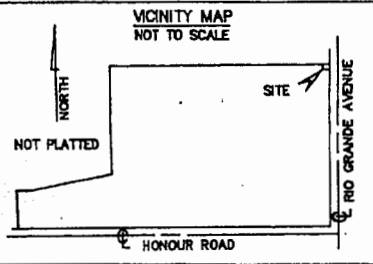 VICINITY MAP
NOT TO SCALE
NORTH
SITE
NOT PLATTED
℄ RIO GRANDE AVENUE
℄ HONOUR ROAD